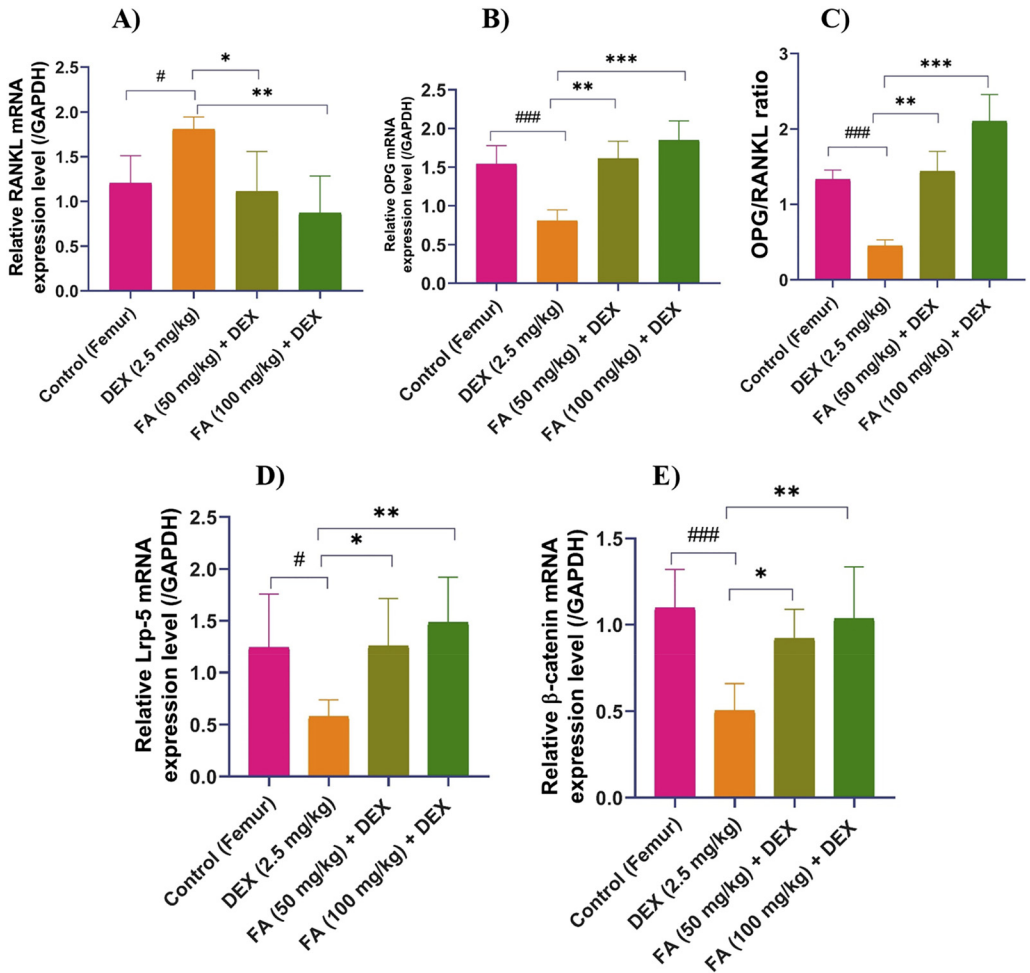 A)
Relative RANKL mRNA
expression level (/GAPDH)
2.5
2.0
1.5
1.0
0.5
0.0
#
*
**
Control (Femur)
DEX (2.5 mg/kg)
FA (50 mg/kg) + DEX
FA (100 mg/kg) + DEX
B)
Relative OPG mRNA
expression level (/GAPDH)
2.5
2.0
1.5
1.0
0.5
0.0
###
**
***
Control (Femur)
DEX (2.5 mg/kg)
FA (50 mg/kg) + DEX
FA (100 mg/kg) + DEX
C)
OPG/RANKL ratio
3
2
1
0
###
**
***
Control (Femur)
DEX (2.5 mg/kg)
FA (50 mg/kg) + DEX
FA (100 mg/kg) + DEX
D)
Relative Lrp-5 mRNA
expression level (/GAPDH)
2.5
2.0
1.5
1.0
0.5
0.0
#
*
**
Control (Femur)
DEX (2.5 mg/kg)
FA (50 mg/kg) + DEX
FA (100 mg/kg) + DEX
E)
Relative β-catenin mRNA
expression level (/GAPDH)
1.5
1.0
0.5
0.0
###
*
**
Control (Femur)
DEX (2.5 mg/kg)
FA (50 mg/kg) + DEX
FA (100 mg/kg) + DEX